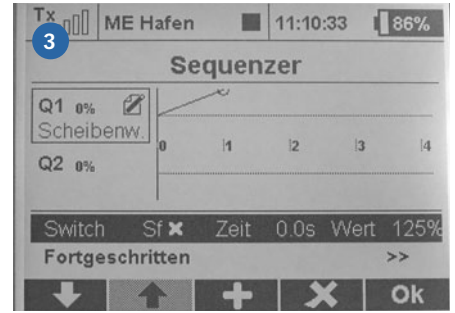 Tx ME Hafen 11:10:33 86%
3
Sequenzer
Q1 0%
Scheibenw.
0 1 2 3 4
Q2 0%
Switch Sf ✖ Zeit 0.0s Wert 125%
Fortgeschritten >>
Ok